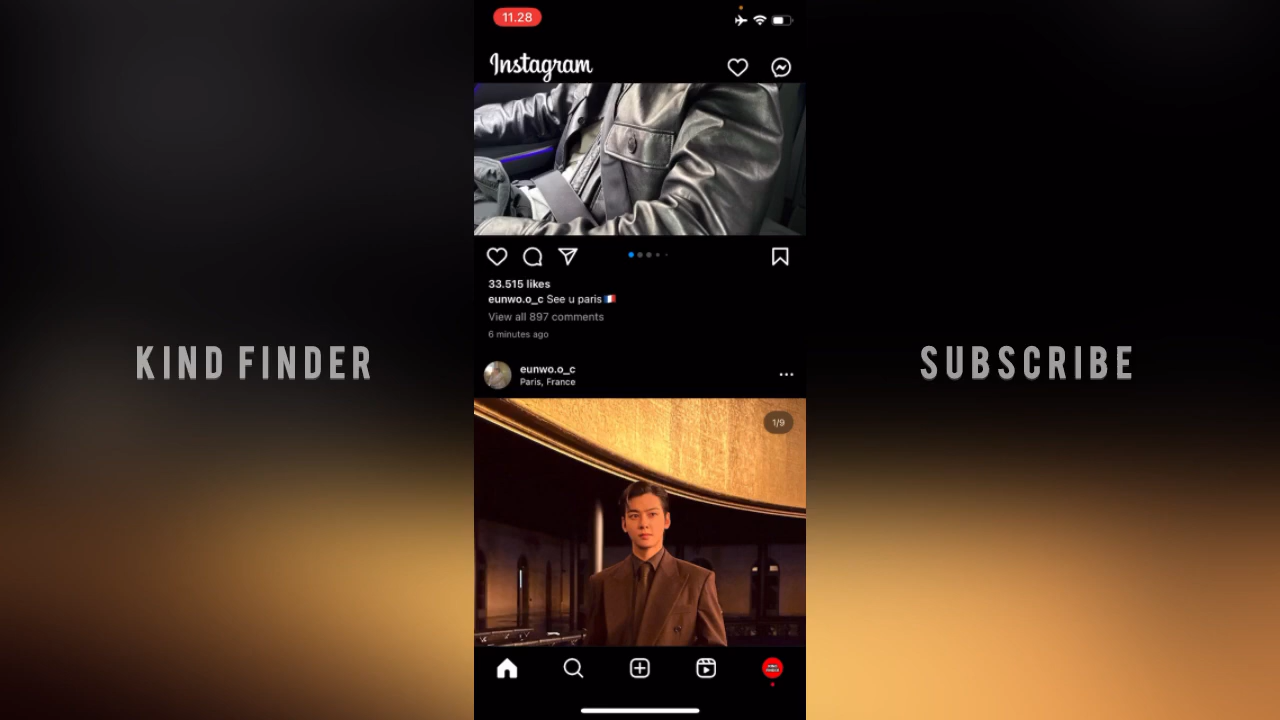 11.28
Instagram
33.515 likes
eunwo.o_c See u paris 🇫🇷
View all 897 comments
6 minutes ago
eunwo.o_c
Paris, France
1/9
KIND FINDER
SUBSCRIBE